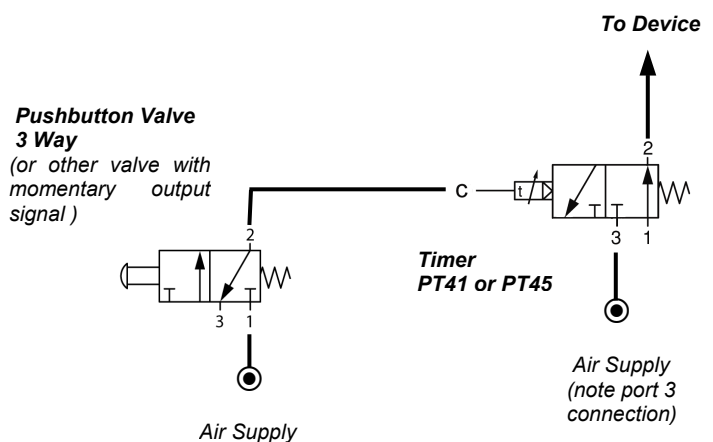 To Device
Pushbutton Valve
3 Way
(or other valve with
momentary output
signal )
2
C
t
2
3
1
Timer
PT41 or PT45
3
1
Air Supply
Air Supply
(note port 3
connection)